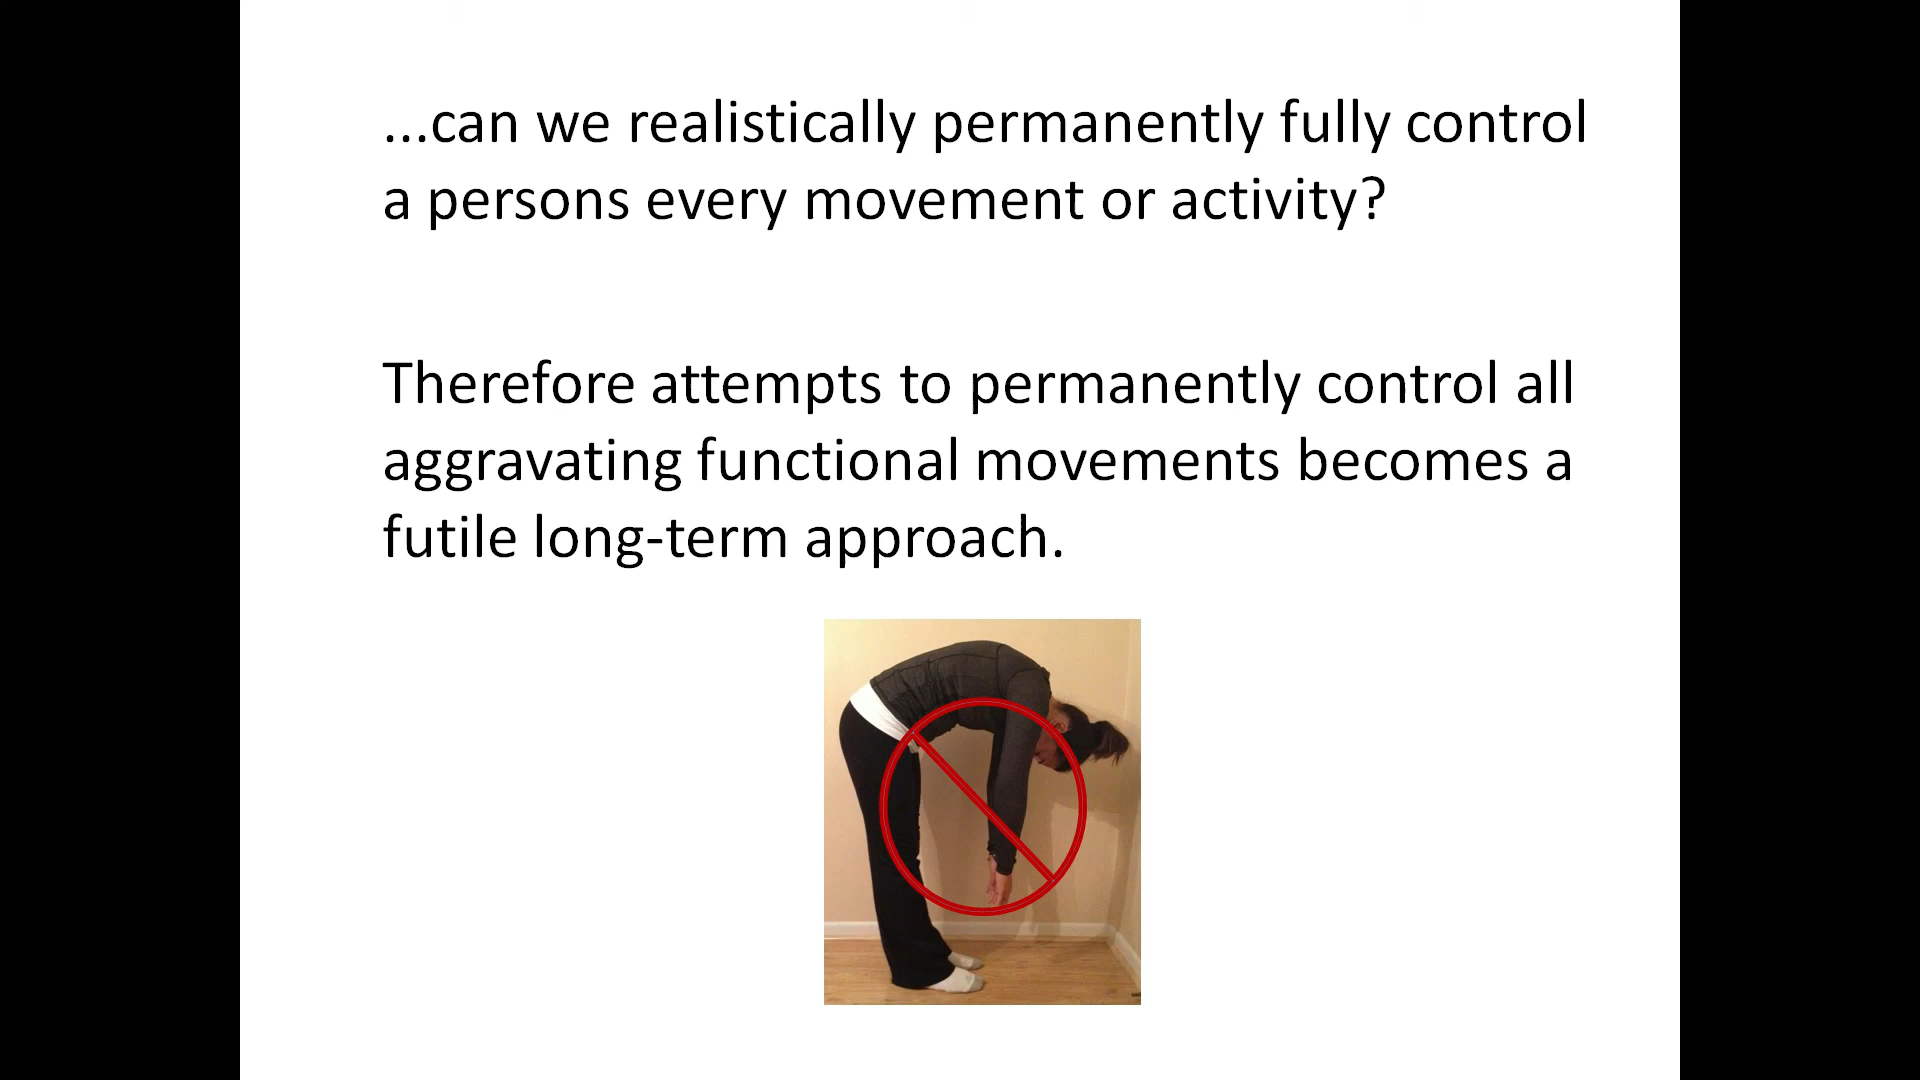 ...can we realistically permanently fully control
a persons every movement or activity?
Therefore attempts to permanently control all
aggravating functional movements becomes a
futile long-term approach.